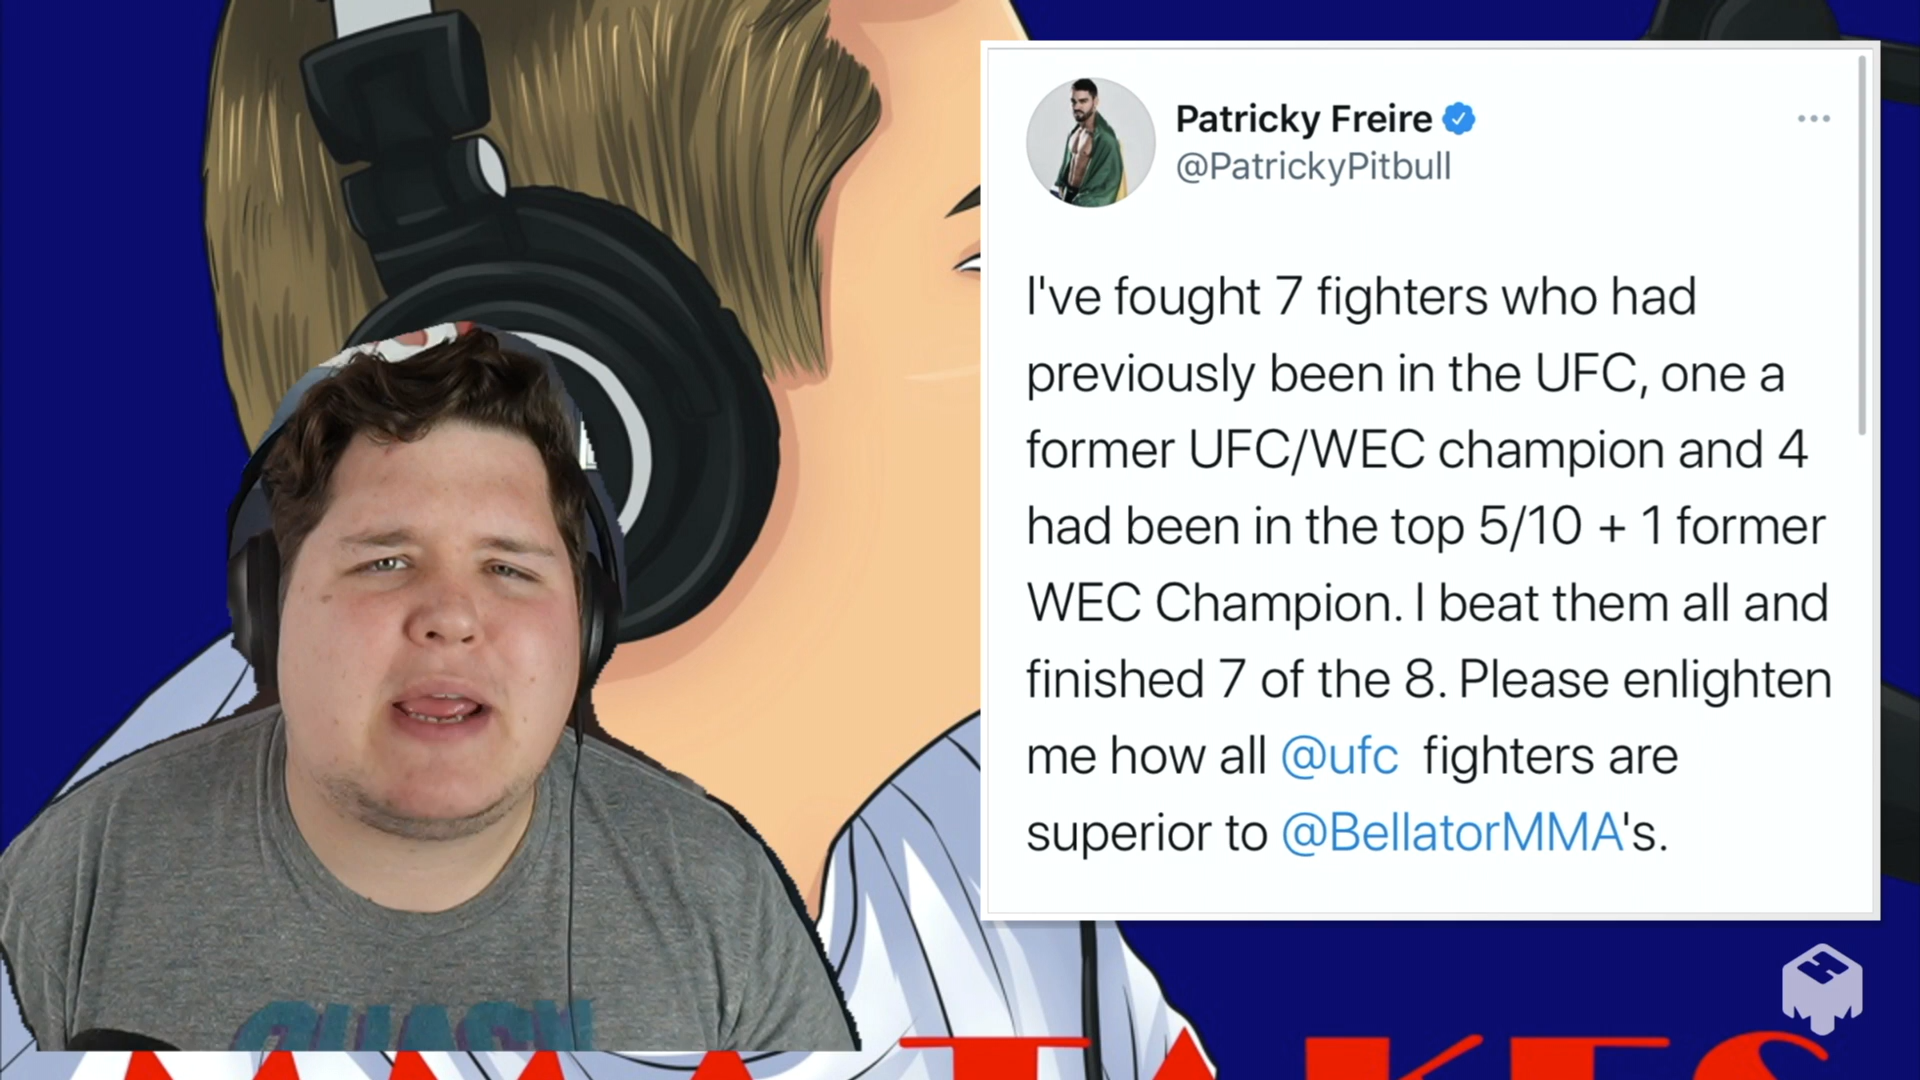 Patricky Freire
@PatrickyPitbull
I've fought 7 fighters who had
previously been in the UFC, one a
former UFC/WEC champion and 4
had been in the top 5/10 + 1 former
WEC Champion. I beat them all and
finished 7 of the 8. Please enlighten
me how all @ufc fighters are
superior to @BellatorMMA's.
MMA TAKES